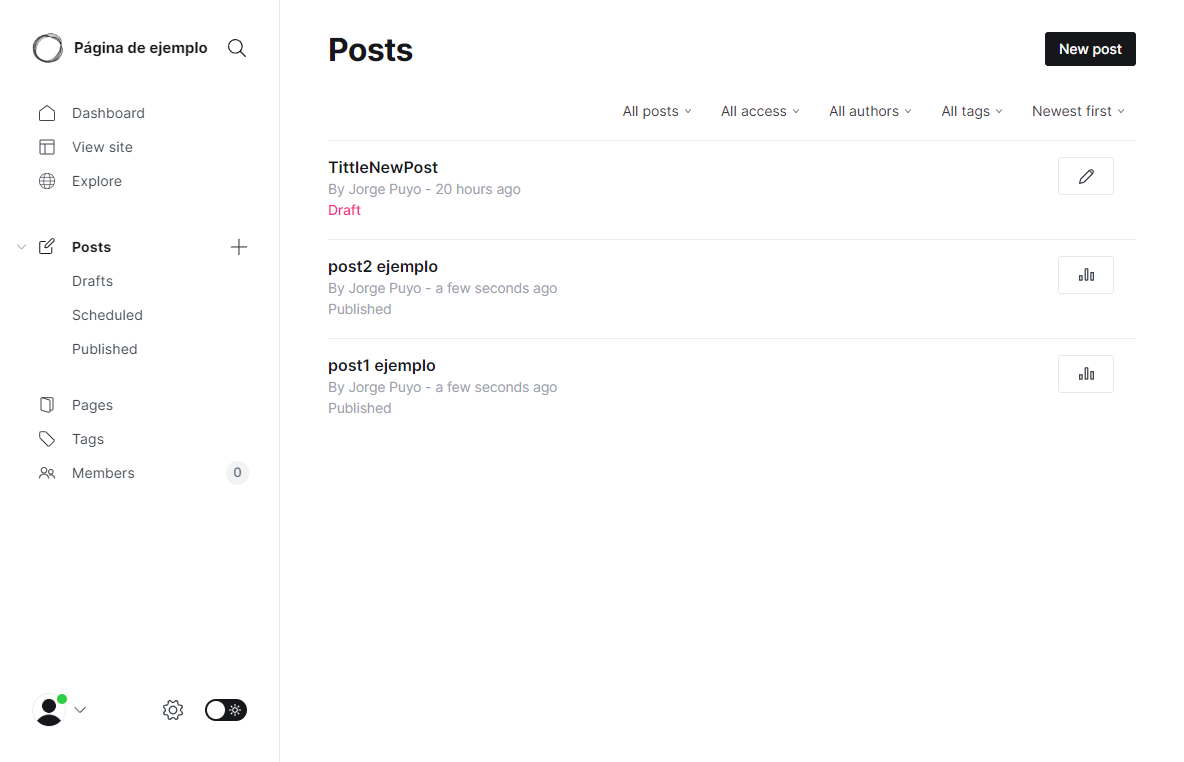 Página de ejemplo
Dashboard
View site
Explore
Posts
Drafts
Scheduled
Published
Pages
Tags
Members 0
Posts
New post
All posts All access All authors All tags Newest first
TittleNewPost
By Jorge Puyo - 20 hours ago
Draft
post2 ejemplo
By Jorge Puyo - a few seconds ago
Published
post1 ejemplo
By Jorge Puyo - a few seconds ago
Published